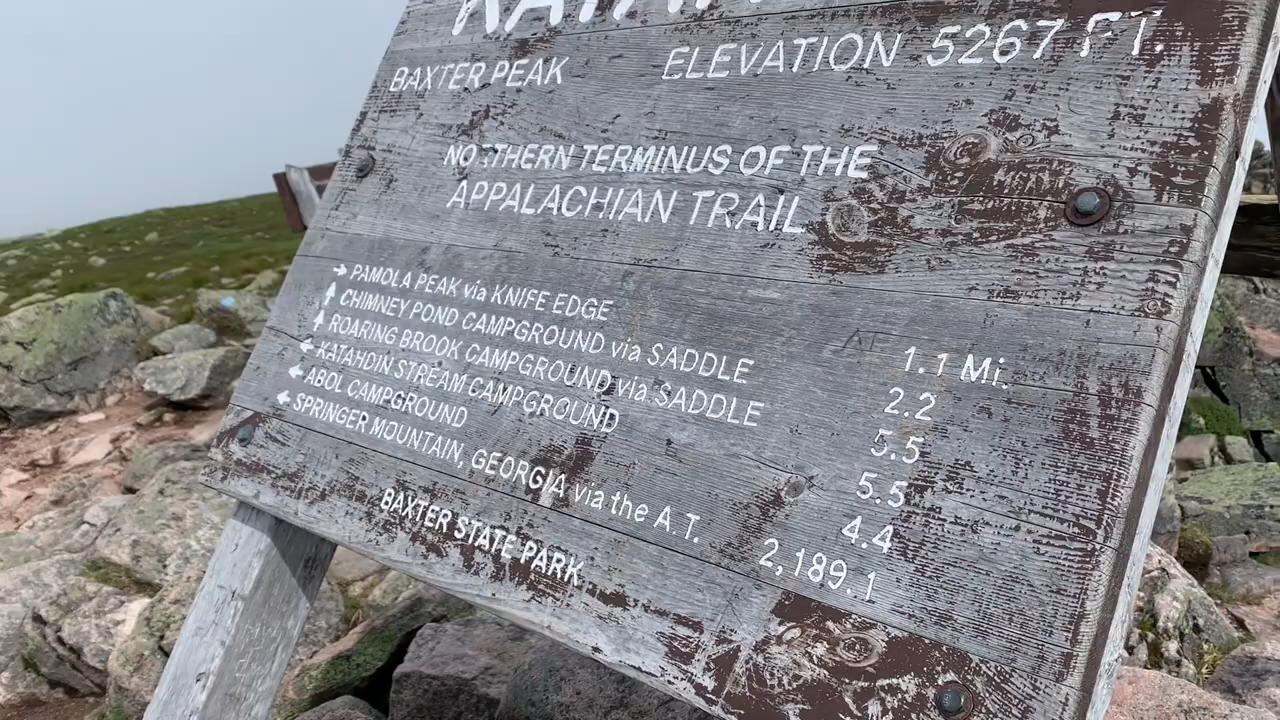 BAXTER PEAK ELEVATION 5267 FT.
NORTHERN TERMINUS OF THE
APPALACHIAN TRAIL
→ PAMOLA PEAK via KNIFE EDGE 1.1 Mi.
↑ CHIMNEY POND CAMPGROUND via SADDLE 2.2
↑ ROARING BROOK CAMPGROUND via SADDLE 5.5
← KATAHDIN STREAM CAMPGROUND 5.5
← ABOL CAMPGROUND 4.4
← SPRINGER MOUNTAIN, GEORGIA via the A.T. 2,189.1
BAXTER STATE PARK